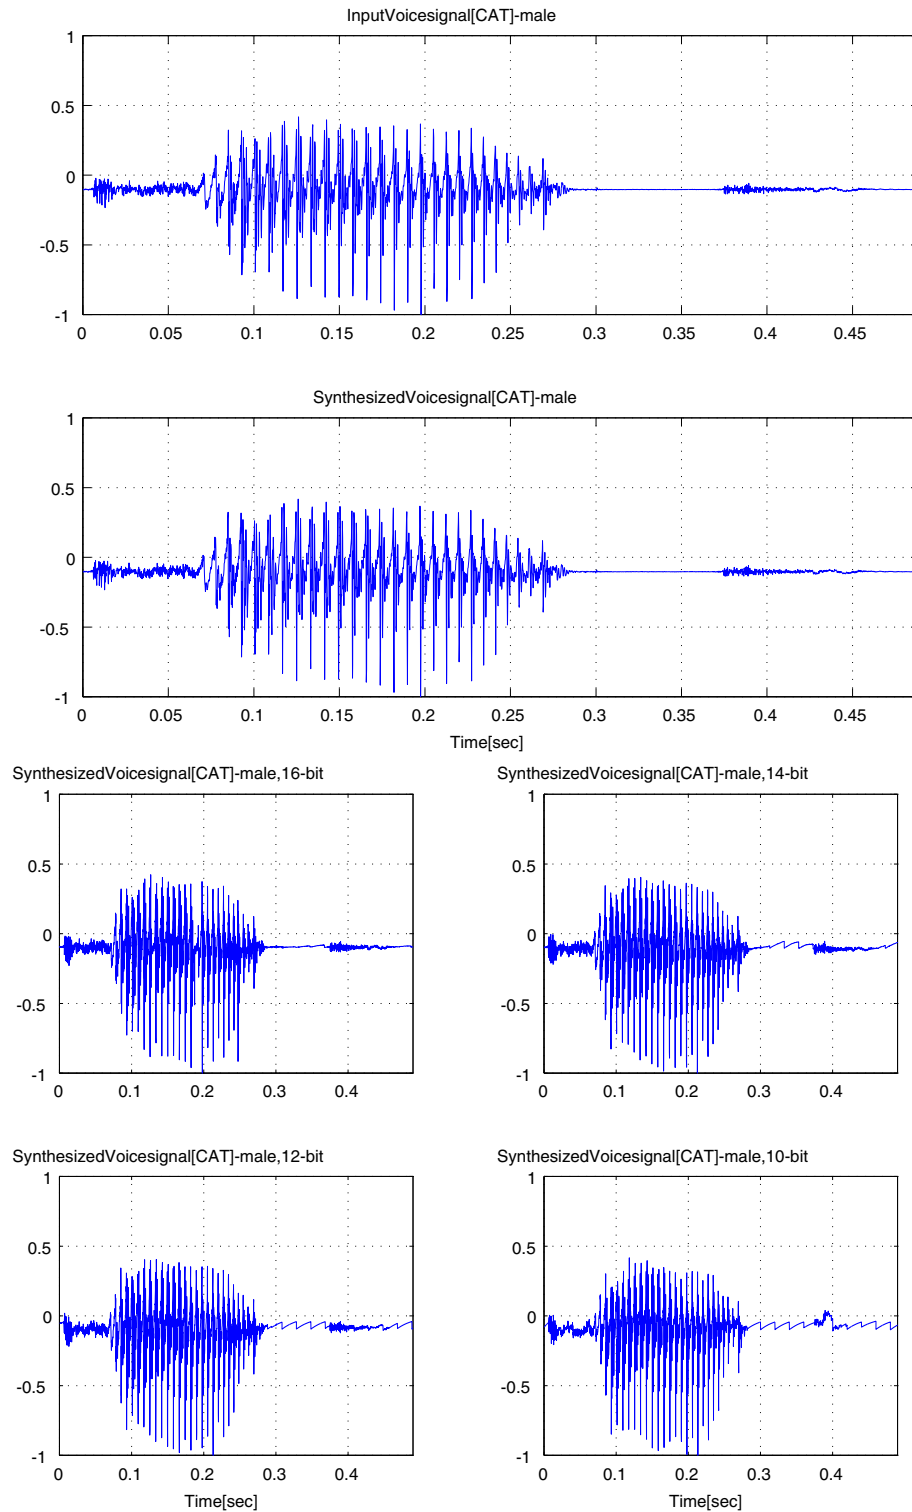 InputVoicesignal[CAT]-male
1
0.5
0
-0.5
-1
0 0.05 0.1 0.15 0.2 0.25 0.3 0.35 0.4 0.45
SynthesizedVoicesignal[CAT]-male
1
0.5
0
-0.5
-1
0 0.05 0.1 0.15 0.2 0.25 0.3 0.35 0.4 0.45
Time[sec]
SynthesizedVoicesignal[CAT]-male,16-bit
1
0.5
0
-0.5
-1
0 0.1 0.2 0.3 0.4
SynthesizedVoicesignal[CAT]-male,14-bit
1
0.5
0
-0.5
-1
0 0.1 0.2 0.3 0.4
SynthesizedVoicesignal[CAT]-male,12-bit
1
0.5
0
-0.5
-1
0 0.1 0.2 0.3 0.4
Time[sec]
SynthesizedVoicesignal[CAT]-male,10-bit
1
0.5
0
-0.5
-1
0 0.1 0.2 0.3 0.4
Time[sec]